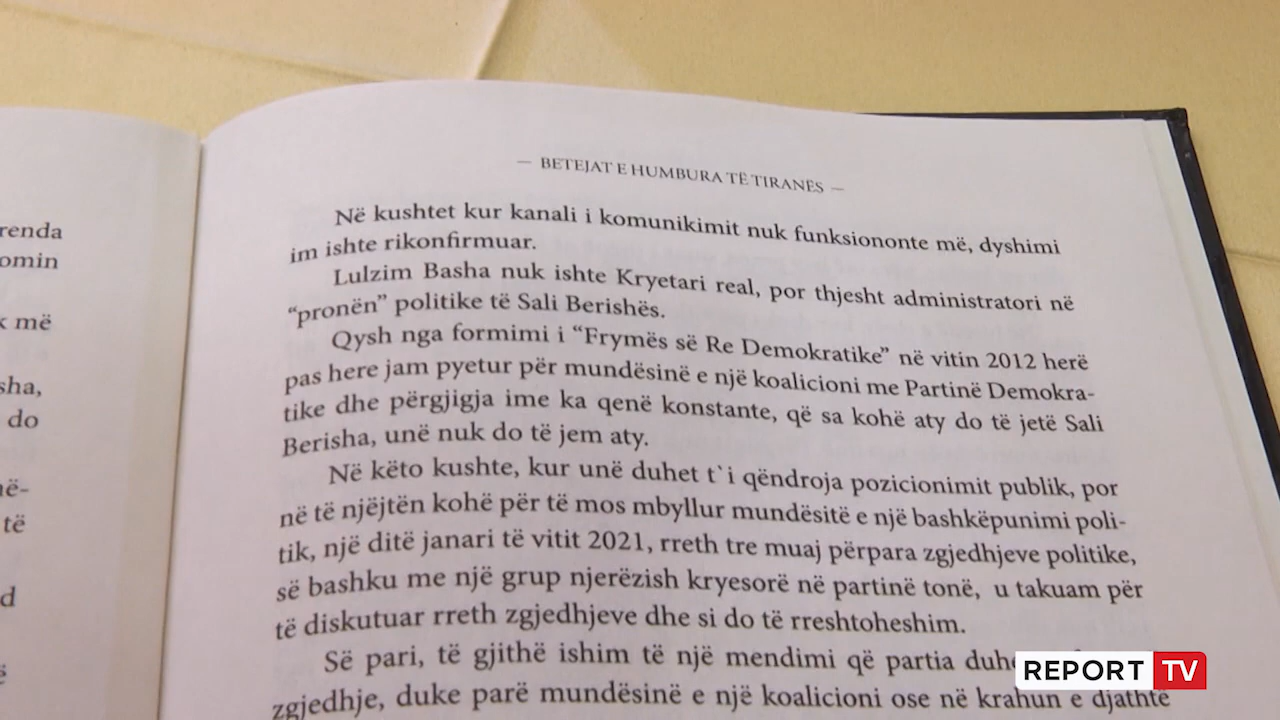 renda
omin
k më
sha,
do
në-
të
d
— BETEJAT E HUMBURA TË TIRANËS —
Në kushtet kur kanali i komunikimit nuk funksiononte më, dyshimi
im ishte rikonfirmuar.
Lulzim Basha nuk ishte Kryetari real, por thjesht administratori në
“pronën” politike të Sali Berishës.
Qysh nga formimi i “Frymës së Re Demokratike” në vitin 2012 herë
pas here jam pyetur për mundësinë e një koalicioni me Partinë Demokra-
tike dhe përgjigja ime ka qenë konstante, që sa kohë aty do të jetë Sali
Berisha, unë nuk do të jem aty.
Në këto kushte, kur unë duhet t`i qëndroja pozicionimit publik, por
në të njëjtën kohë për të mos mbyllur mundësitë e një bashkëpunimi poli-
tik, një ditë janari të vitit 2021, rreth tre muaj përpara zgjedhjeve politike,
së bashku me një grup njerëzish kryesorë në partinë tonë, u takuam për
të diskutuar rreth zgjedhjeve dhe si do të rreshtoheshim.
Së pari, të gjithë ishim të një mendimi që partia
zgjedhje, duke parë mundësinë e një koalicioni ose në krahun e djathtë
REPORT TV